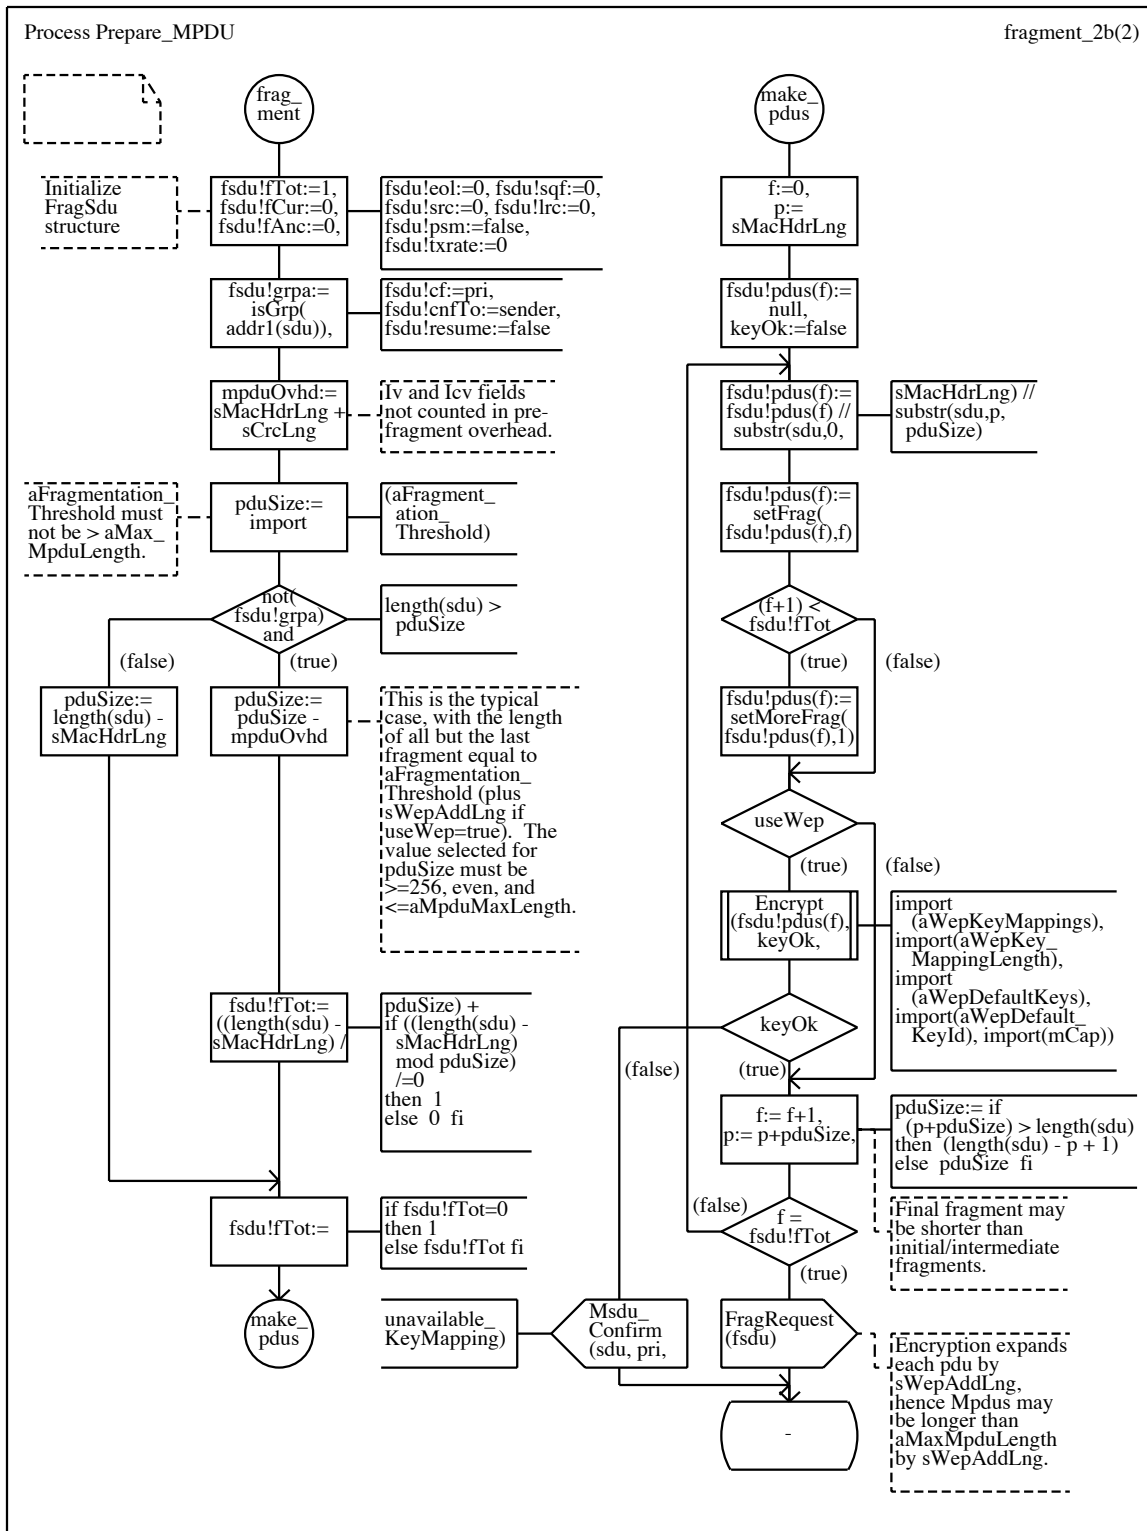 Process Prepare_MPDU
fragment_2b(2)
frag_
ment
Initialize
FragSdu
structure
fsdu!fTot:=1,
fsdu!fCur:=0,
fsdu!fAnc:=0,
fsdu!eol:=0, fsdu!sqf:=0,
fsdu!src:=0, fsdu!lrc:=0,
fsdu!psm:=false,
fsdu!txrate:=0
fsdu!grpa:=
isGrp(
addr1(sdu)),
fsdu!cf:=pri,
fsdu!cnfTo:=sender,
fsdu!resume:=false
mpduOvhd:=
sMacHdrLng +
sCrcLng
Iv and Icv fields
not counted in pre-
fragment overhead.
aFragmentation_
Threshold must
not be > aMax_
MpduLength.
pduSize:=
import
(aFragment_
ation_
Threshold)
not(
fsdu!grpa)
and
length(sdu) >
pduSize
(false)
(true)
pduSize:=
length(sdu) -
sMacHdrLng
pduSize:=
pduSize -
mpduOvhd
This is the typical
case, with the length
of all but the last
fragment equal to
aFragmentation_
Threshold (plus
sWepAddLng if
useWep=true).  The
value selected for
pduSize must be
>=256, even, and
<=aMpduMaxLength.
fsdu!fTot:=
((length(sdu) -
sMacHdrLng) /
pduSize) +
if ((length(sdu) -
sMacHdrLng)
mod pduSize)
/=0
then  1
else  0  fi
fsdu!fTot:=
if fsdu!fTot=0
then 1
else fsdu!fTot fi
make_
pdus
make_
pdus
f:=0,
p:=
sMacHdrLng
fsdu!pdus(f):=
null,
keyOk:=false
fsdu!pdus(f):=
fsdu!pdus(f) //
substr(sdu,0,
sMacHdrLng) //
substr(sdu,p,
pduSize)
fsdu!pdus(f):=
setFrag(
fsdu!pdus(f),f)
(f+1) <
fsdu!fTot
(true)
(false)
fsdu!pdus(f):=
setMoreFrag(
fsdu!pdus(f),1)
useWep
(true)
(false)
Encrypt
(fsdu!pdus(f),
keyOk,
import
(aWepKeyMappings),
import(aWepKey_
MappingLength),
import
(aWepDefaultKeys),
import(aWepDefault_
KeyId), import(mCap))
keyOk
(false)
(true)
f:= f+1,
p:= p+pduSize,
pduSize:= if
(p+pduSize) > length(sdu)
then  (length(sdu) - p + 1)
else  pduSize  fi
(false)
f =
fsdu!fTot
(true)
Final fragment may
be shorter than
initial/intermediate
fragments.
unavailable_
KeyMapping)
Msdu_
Confirm
(sdu, pri,
FragRequest
(fsdu)
Encryption expands
each pdu by
sWepAddLng,
hence Mpdus may
be longer than
aMaxMpduLength
by sWepAddLng.
-